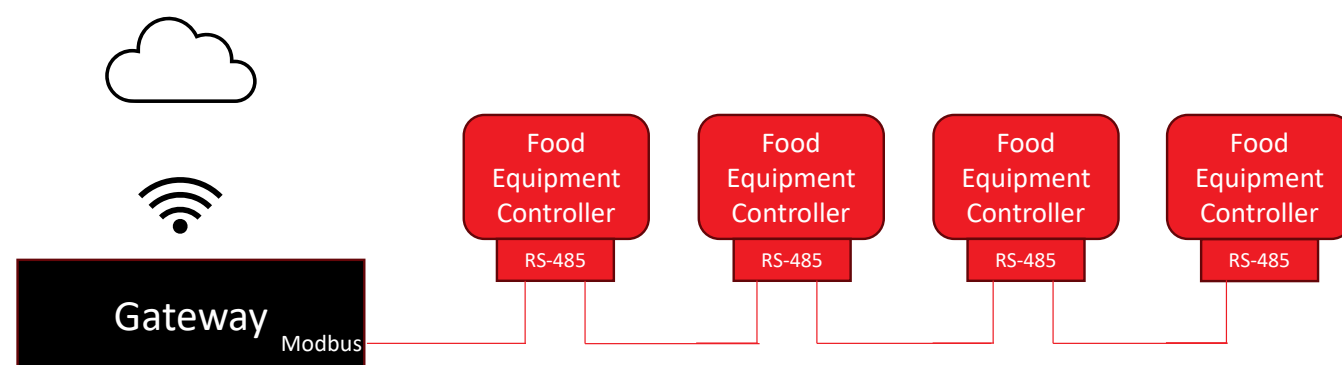 Food
Equipment
Controller
RS-485
Food
Equipment
Controller
RS-485
Food
Equipment
Controller
RS-485
Food
Equipment
Controller
RS-485
Gateway
Modbus